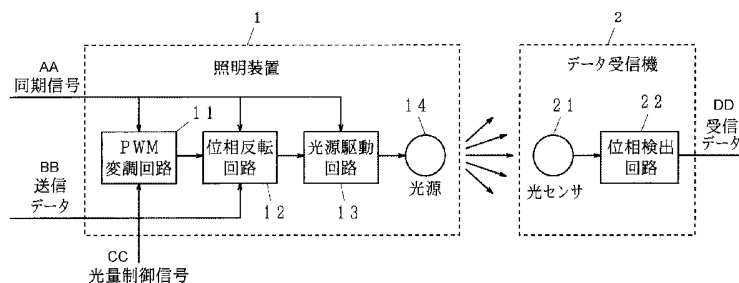 1
2
AA
同期信号
照明装置
データ受信機
11
14
21
22
DD
受信
データ
PWM
変調回路
位相反転
回路
光源駆動
回路
位相検出
回路
BB
送信
データ
12
13
光源
光センサ
CC
光量制御信号